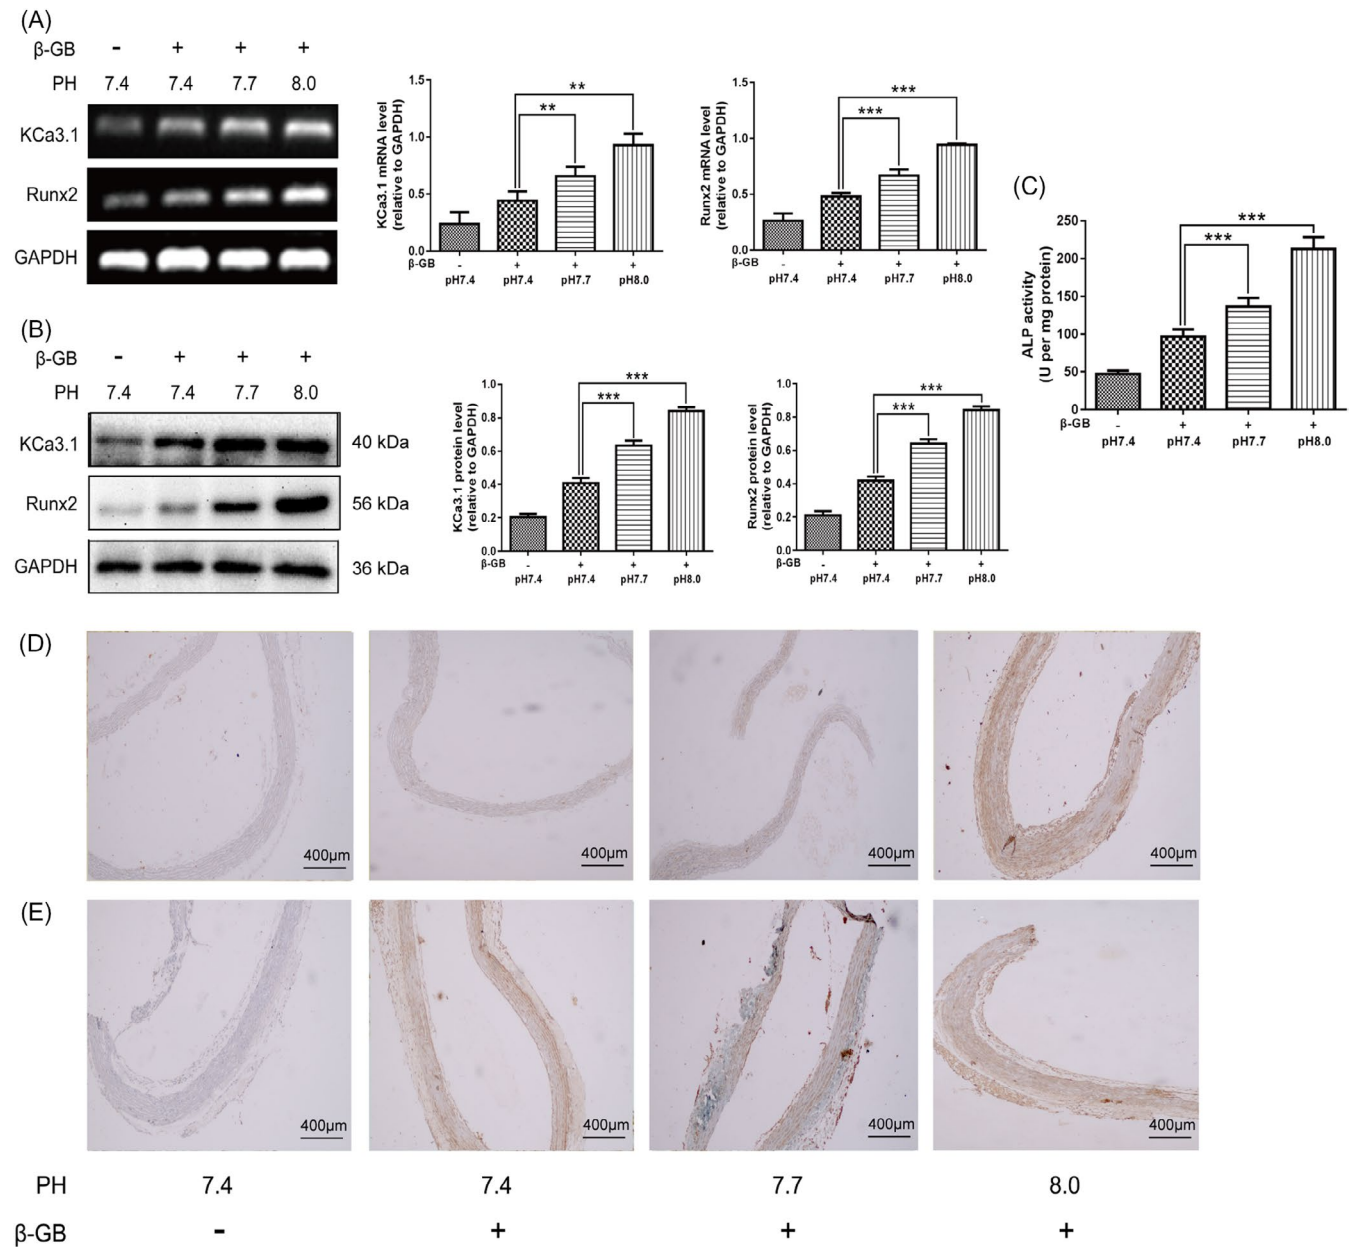 (A)
β-GB - + + +
PH 7.4 7.4 7.7 8.0
KCa3.1
Runx2
GAPDH
KCa3.1 mRNA level
(relative to GAPDH)
1.5
1.0
0.5
0.0
** 
**
β-GB - + + +
pH7.4 pH7.4 pH7.7 pH8.0
Runx2 mRNA level
(relative to GAPDH)
1.5
1.0
0.5
0.0
***
***
β-GB - + + +
pH7.4 pH7.4 pH7.7 pH8.0
(B)
β-GB - + + +
PH 7.4 7.4 7.7 8.0
KCa3.1 40 kDa
Runx2 56 kDa
GAPDH 36 kDa
KCa3.1 protein level
(relative to GAPDH)
1.0
0.8
0.6
0.4
0.2
0.0
***
***
β-GB - + + +
pH7.4 pH7.4 pH7.7 pH8.0
Runx2 protein level
(relative to GAPDH)
1.0
0.8
0.6
0.4
0.2
0.0
***
***
β-GB - + + +
pH7.4 pH7.4 pH7.7 pH8.0
(C)
ALP activity
(U per mg protein)
250
200
150
100
50
0
***
***
β-GB - + + +
pH7.4 pH7.4 pH7.7 pH8.0
(D)
400μm 400μm 400μm 400μm
(E)
400μm 400μm 400μm 400μm
PH 7.4 7.4 7.7 8.0
β-GB - + + +